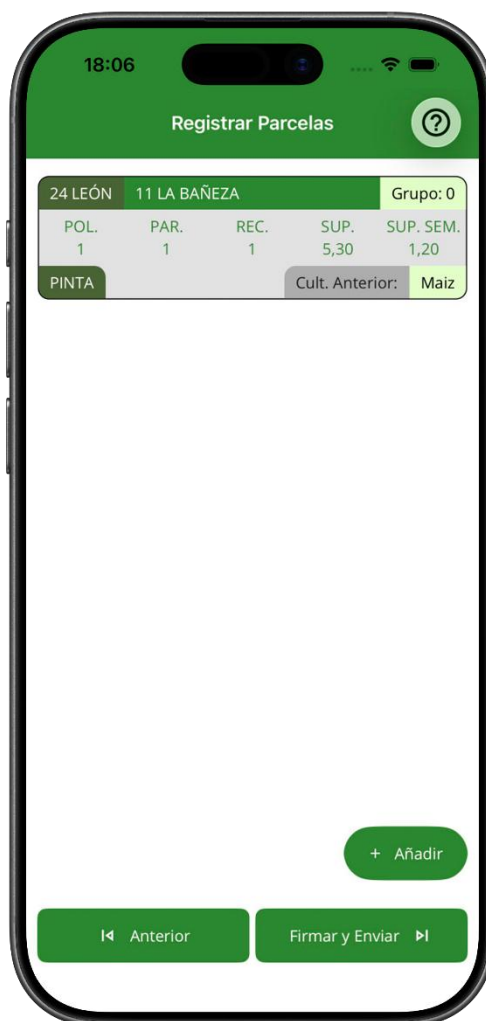 18:06
Registrar Parcelas
24 LEÓN 11 LA BAÑEZA Grupo: 0
POL. PAR. REC. SUP. SUP. SEM.
1 1 1 5,30 1,20
PINTA Cult. Anterior: Maiz
+ Añadir
Anterior Firmar y Enviar